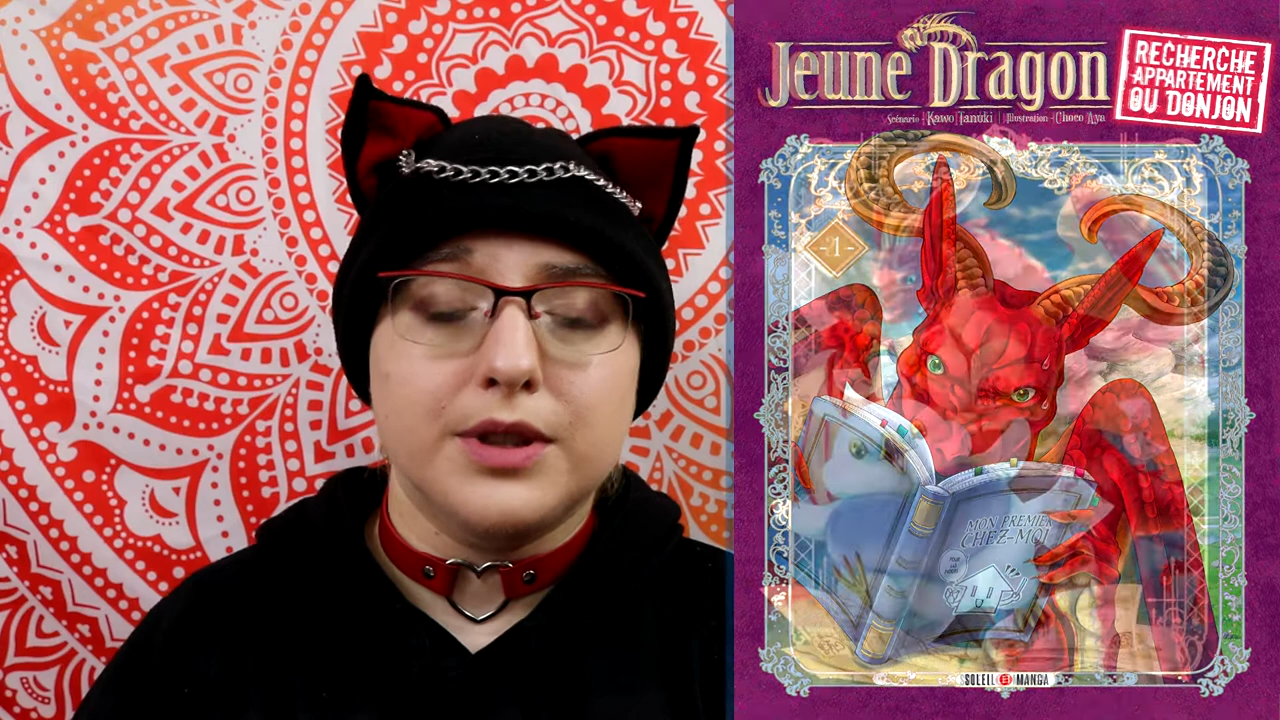 Jeune Dragon
RECHERCHE
APPARTEMENT
OU DONJON
Scénario Kawo Tanuki Illustration Choco Aya
1
MON PREMIER
CHEZ-MOI
SOLEIL MANGA